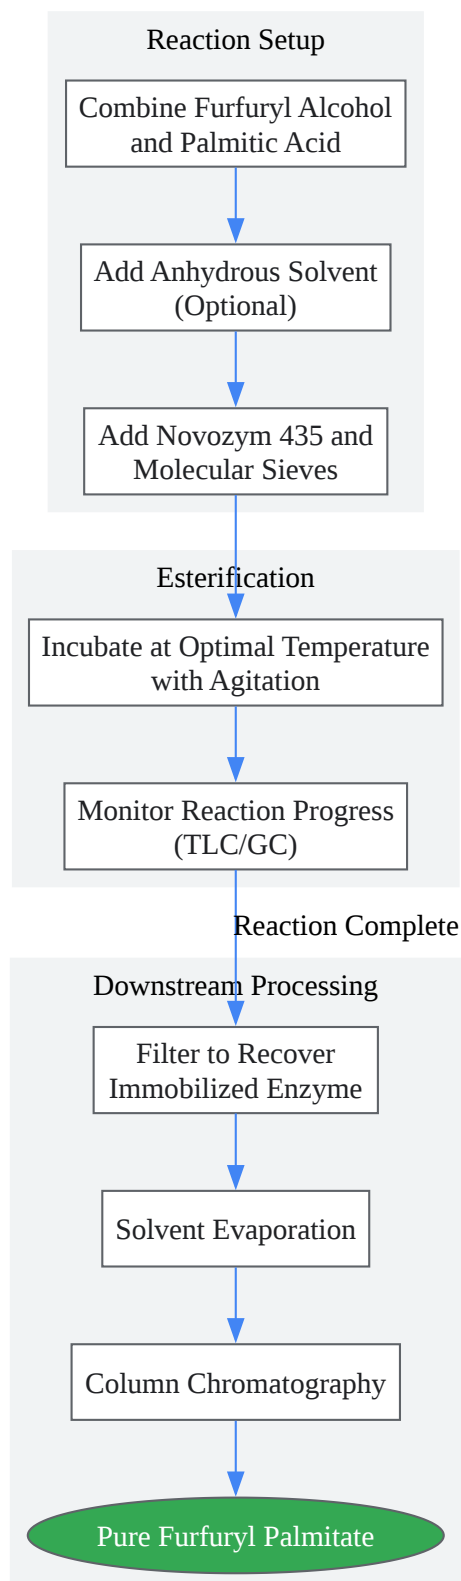 Reaction Setup
Combine Furfuryl Alcohol
and Palmitic Acid
Add Anhydrous Solvent
(Optional)
Add Novozym 435 and
Molecular Sieves
Esterification
Incubate at Optimal Temperature
with Agitation
Monitor Reaction Progress
(TLC/GC)
Reaction Complete
Downstream Processing
Filter to Recover
Immobilized Enzyme
Solvent Evaporation
Column Chromatography
Pure Furfuryl Palmitate